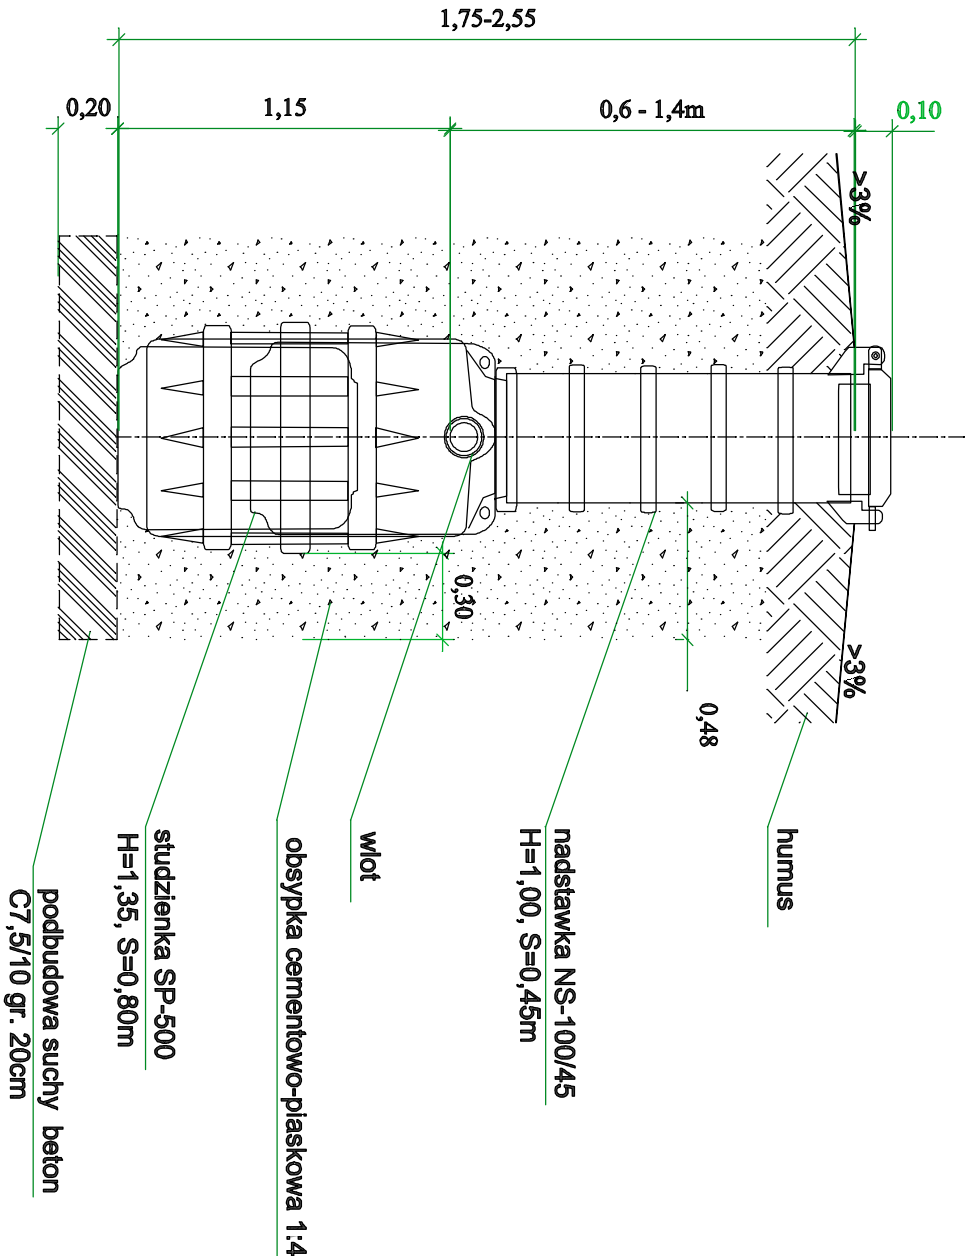 1,75-2,55
0,20
1,15
0,6 - 1,4m
0,10
>3%
>3%
0,30
0,48
humus
nadstawka NS-100/45
H=1,00, S=0,45m
wlot
obsypka cementowo-piaskowa 1:4
studzienka SP-500
H=1,35, S=0,80m
podbudowa suchy beton
C7,5/10 gr. 20cm